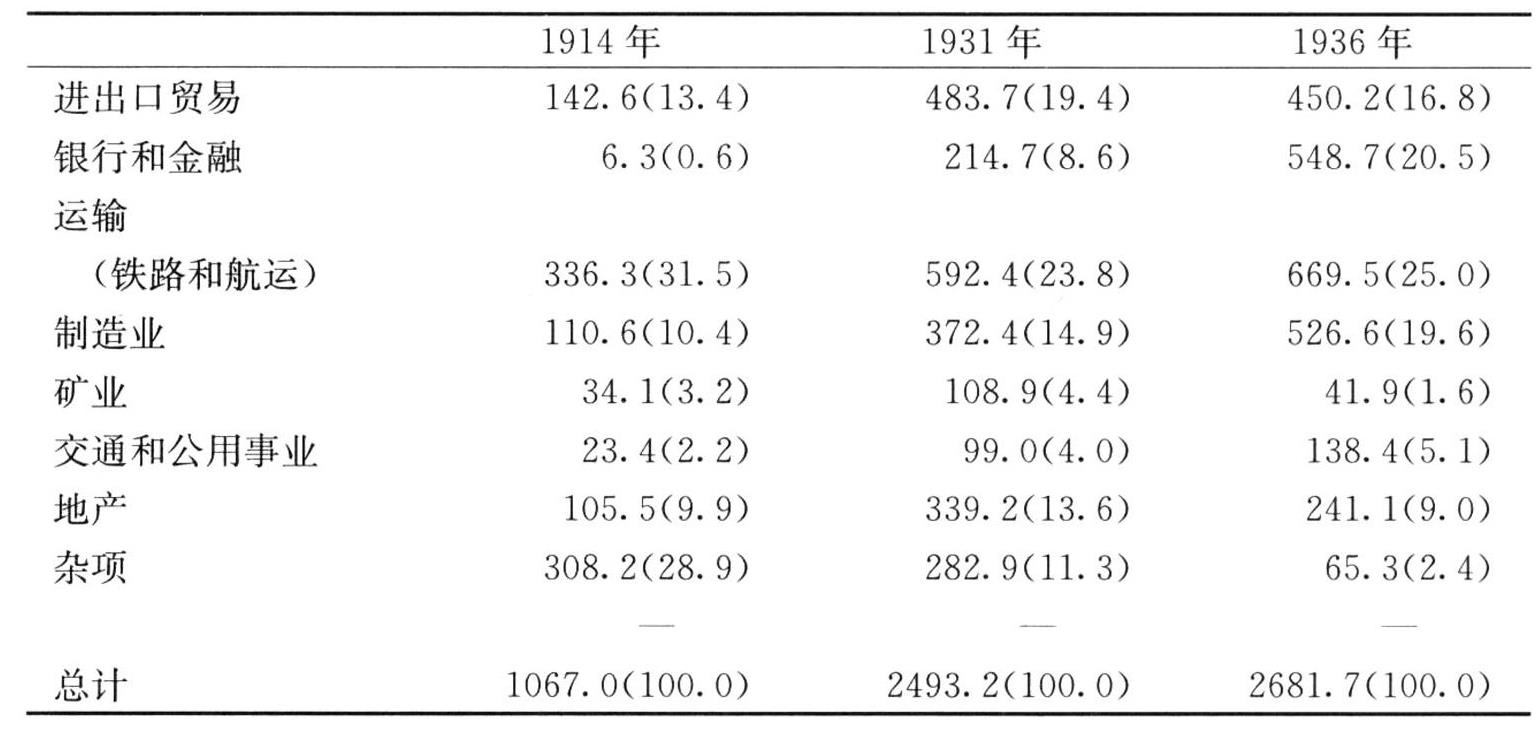 1914年 1931年 1936年
进出口贸易 142.6(13.4) 483.7(19.4) 450.2(16.8)
银行和金融 6.3(0.6) 214.7(8.6) 548.7(20.5)
运输
（铁路和航运） 336.3(31.5) 592.4(23.8) 669.5(25.0)
制造业 110.6(10.4) 372.4(14.9) 526.6(19.6)
矿业 34.1(3.2) 108.9(4.4) 41.9(1.6)
交通和公用事业 23.4(2.2) 99.0(4.0) 138.4(5.1)
地产 105.5(9.9) 339.2(13.6) 241.1(9.0)
杂项 308.2(28.9) 282.9(11.3) 65.3(2.4)
— — —
总计 1067.0(100.0) 2493.2(100.0) 2681.7(100.0)